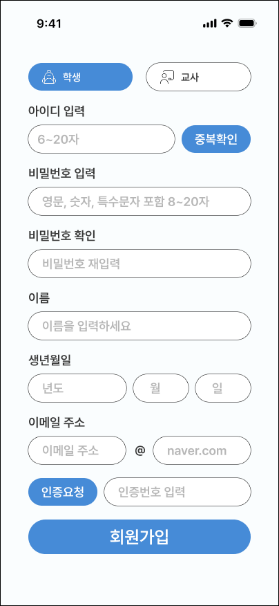 9:41
학생 교사
아이디 입력
6~20자 중복확인
비밀번호 입력
영문, 숫자, 특수문자 포함 8~20자
비밀번호 확인
비밀번호 재입력
이름
이름을 입력하세요
생년월일
년도 월 일
이메일 주소
이메일 주소 @ naver.com
인증요청 인증번호 입력
회원가입